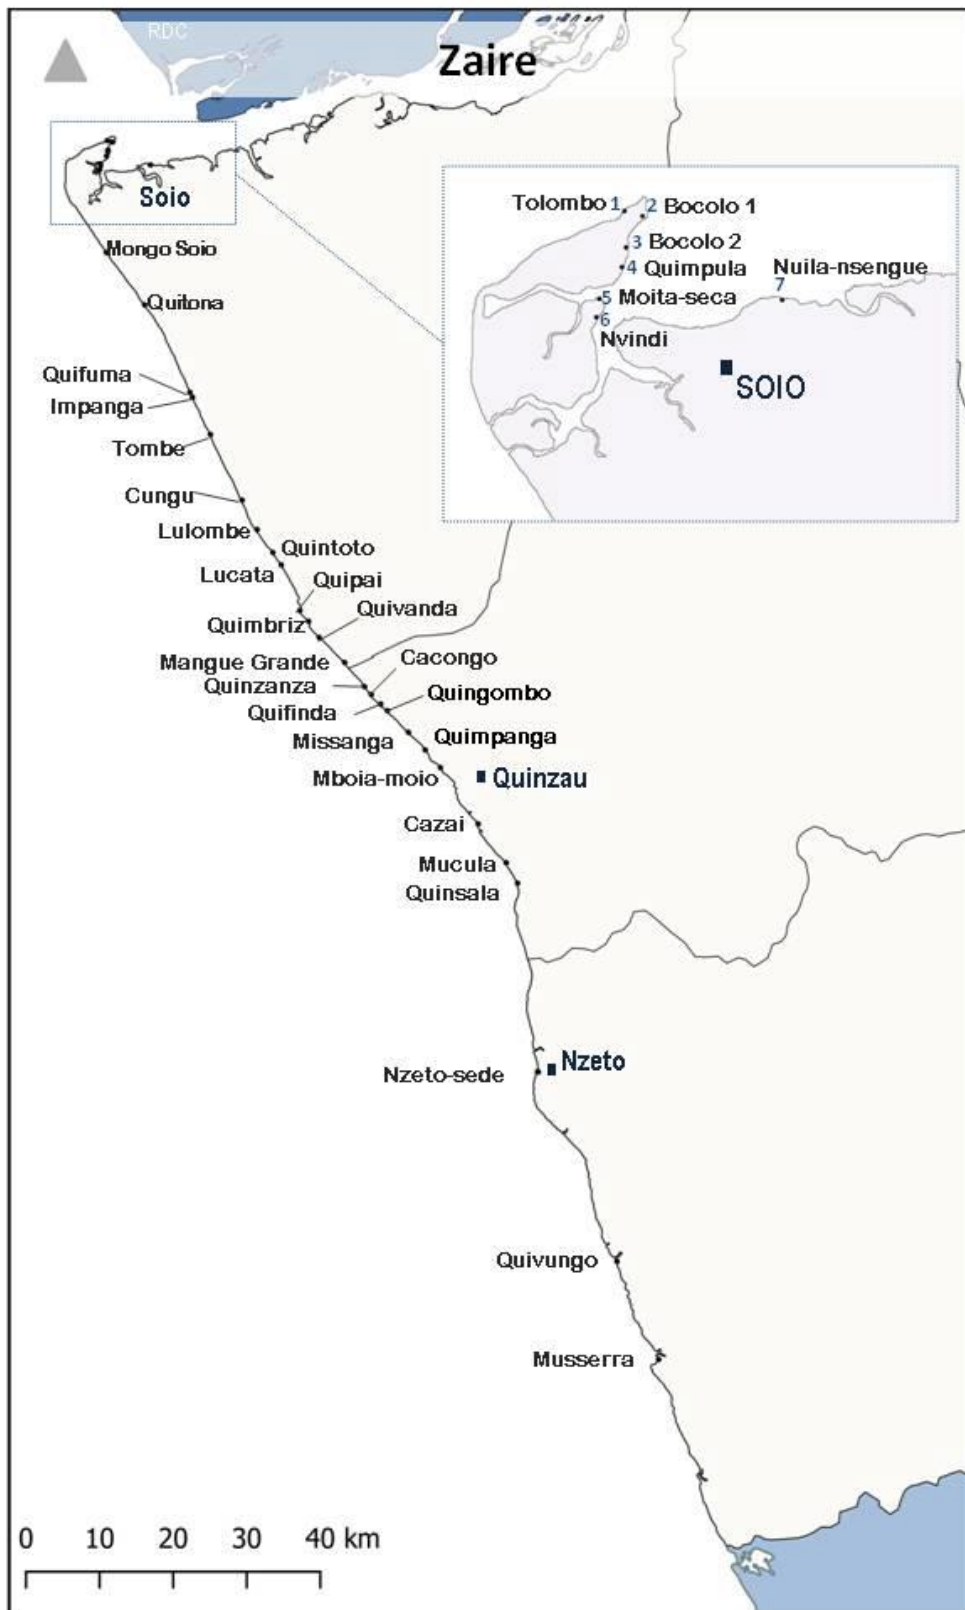 RDC
Zaire
Soio
Tolombo 1
2 Bocolo 1
3 Bocolo 2
4 Quimpula
Nuila-nsengue
7
5 Moita-seca
6
Nvindi
SOIO
Mongo Soio
Quitona
Quifuma
Impanga
Tombe
Cungu
Lulombe
Quintoto
Lucata
Quipai
Quivanda
Quimbriz
Cacongo
Mangue Grande
Quinzanza
Quingombo
Quifinda
Quimpanga
Missanga
Mboia-moio
Quinzau
Cazai
Mucula
Quinsala
Nzeto
Nzeto-sede
Quivungo
Musserra
0 10 20 30 40 km